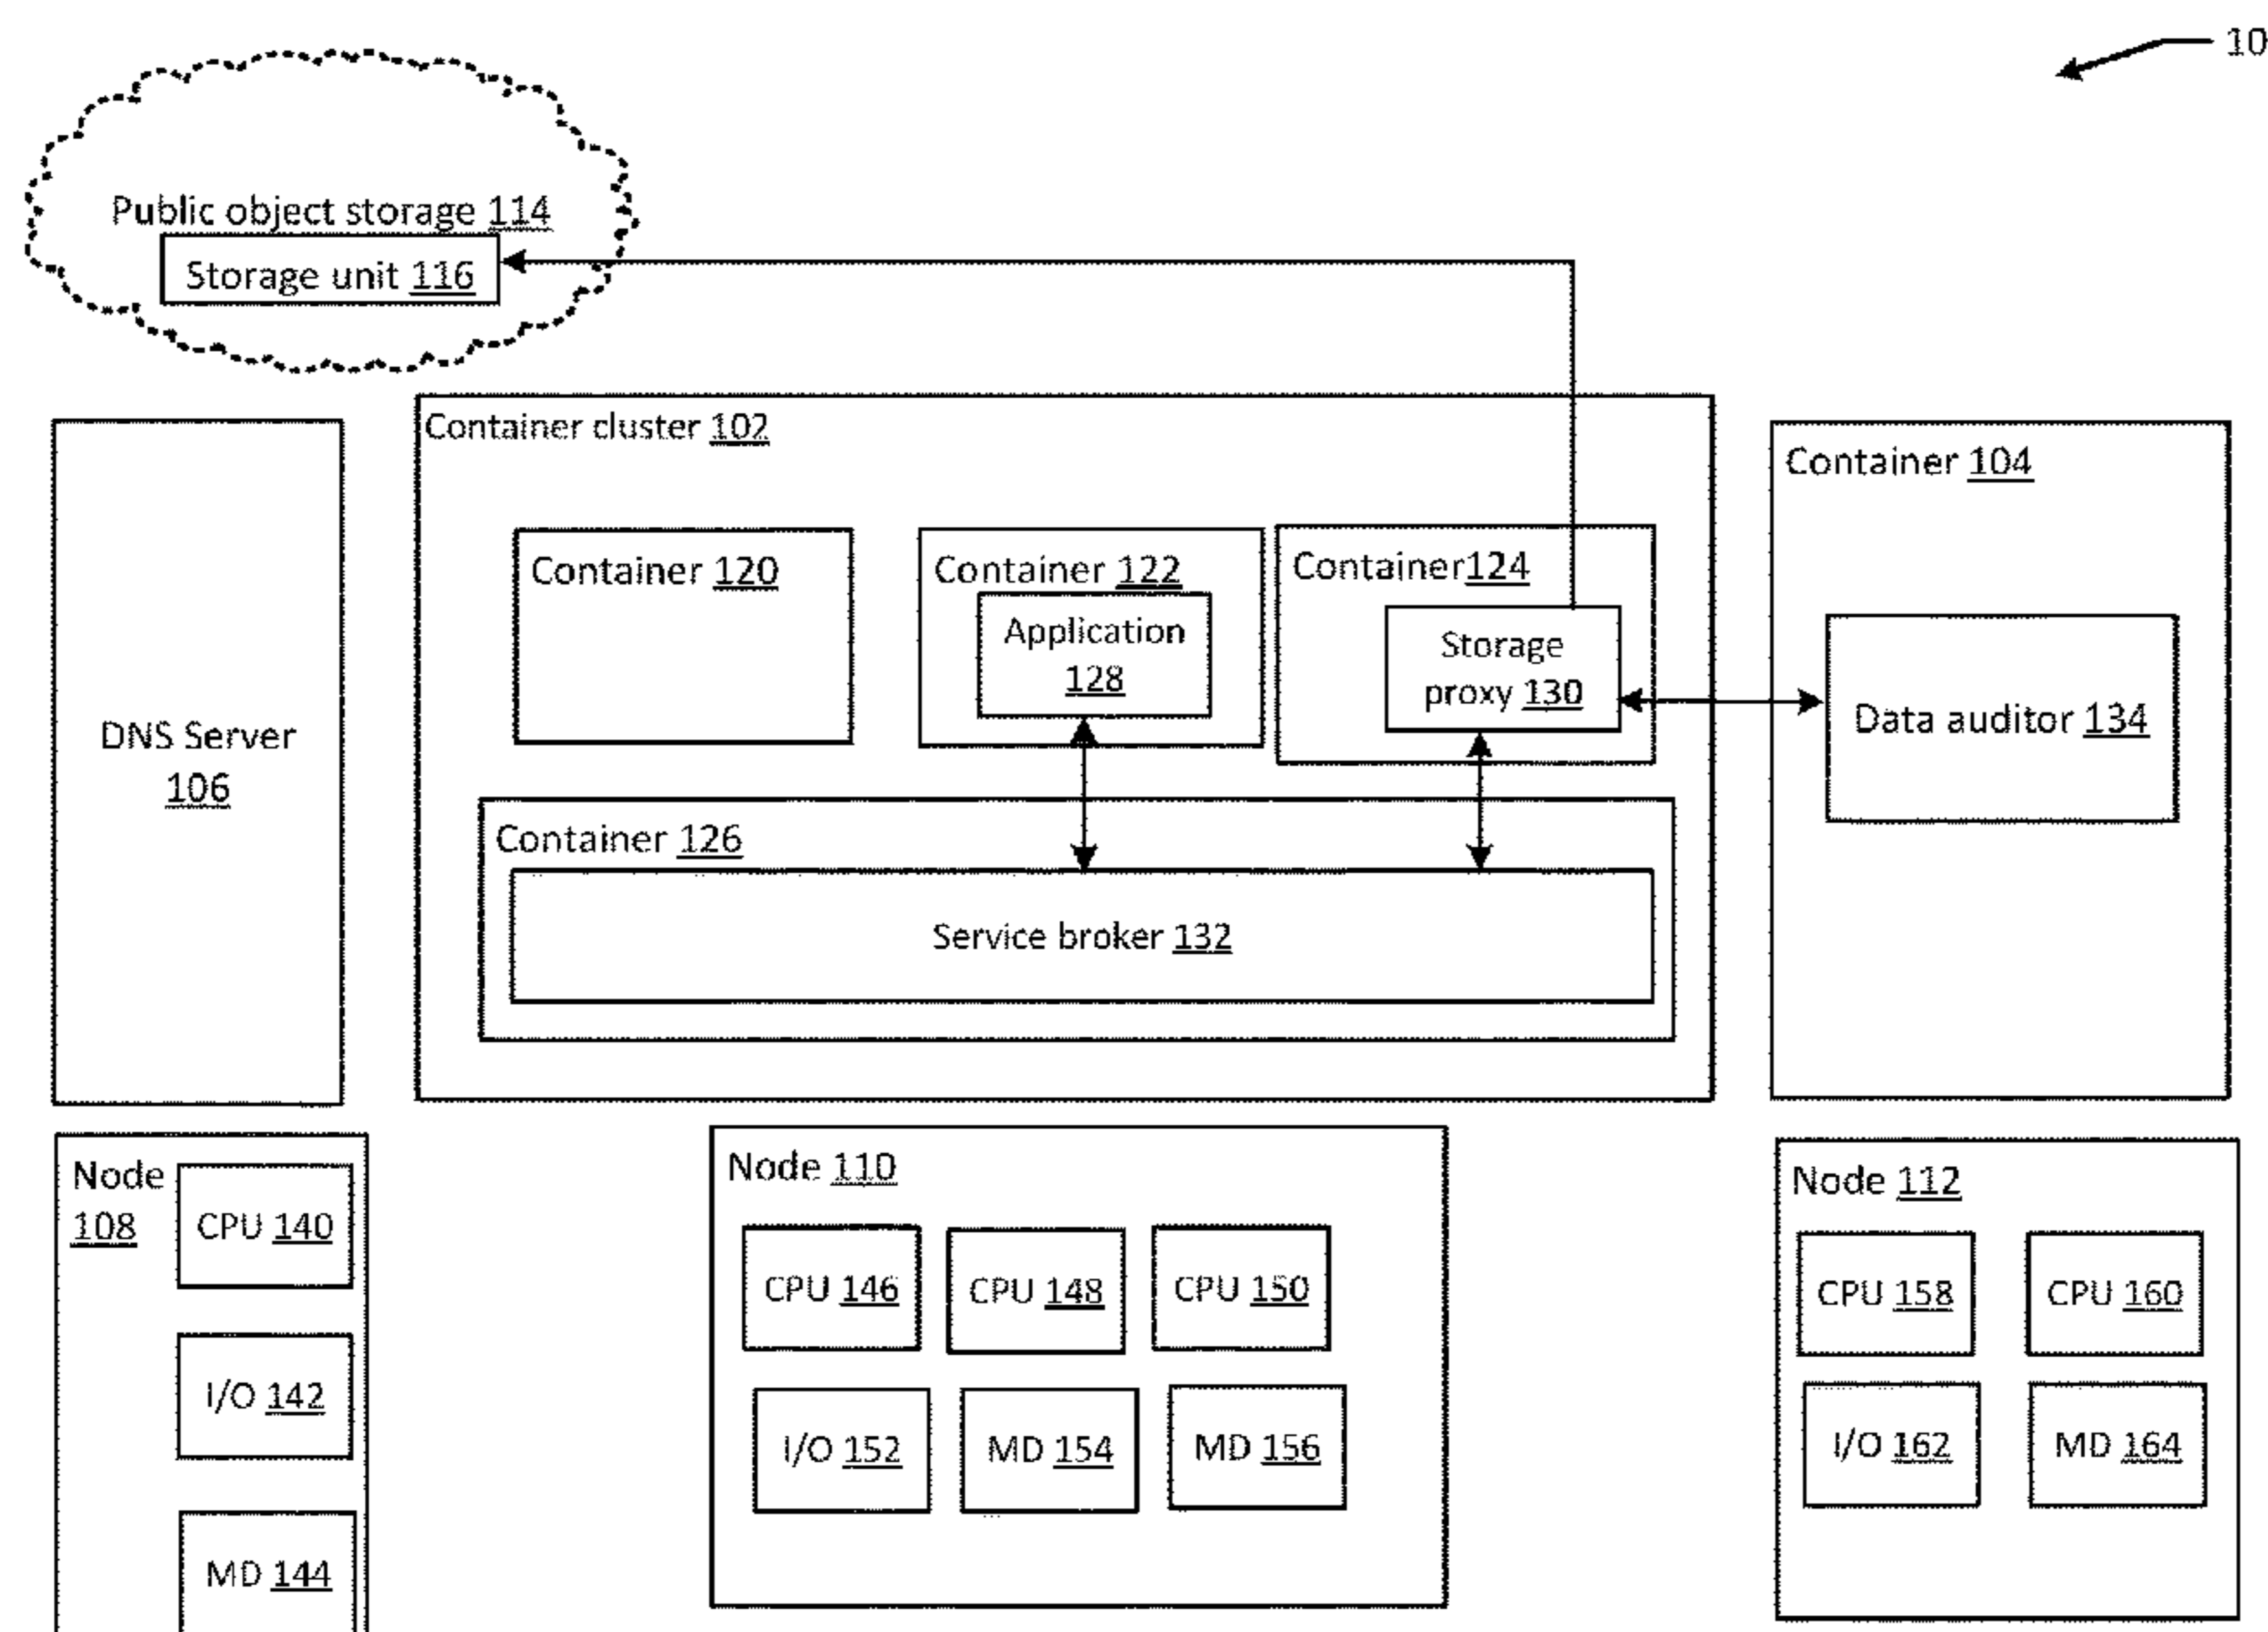 10
Public object storage 114
Storage unit 116
Container cluster 102
Container 104
Container 120
Container 122
Application
128
Container124
Storage
proxy 130
Data auditor 134
DNS Server
106
Container 126
Service broker 132
Node
108
CPU 140
I/O 142
MD 144
Node 110
CPU 146
CPU 148
CPU 150
I/O 152
MD 154
MD 156
Node 112
CPU 158
CPU 160
I/O 162
MD 164